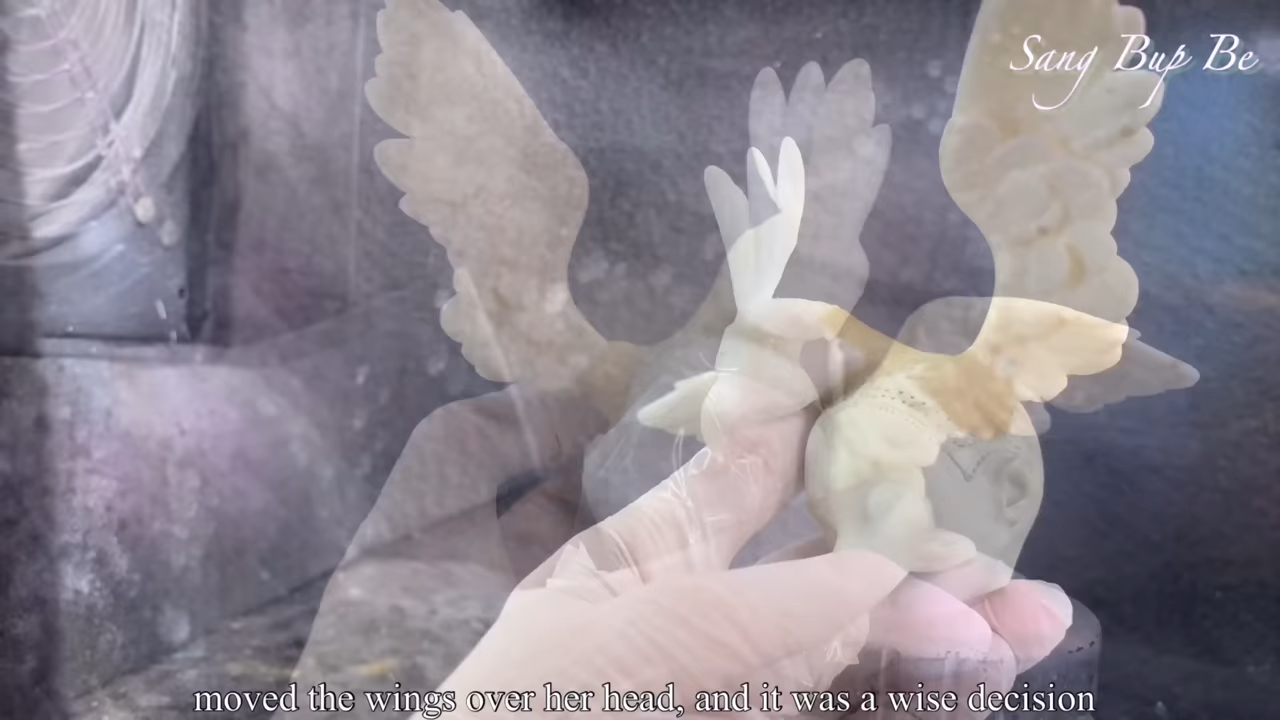 Sang Bup Be
moved the wings over her head, and it was a wise decision